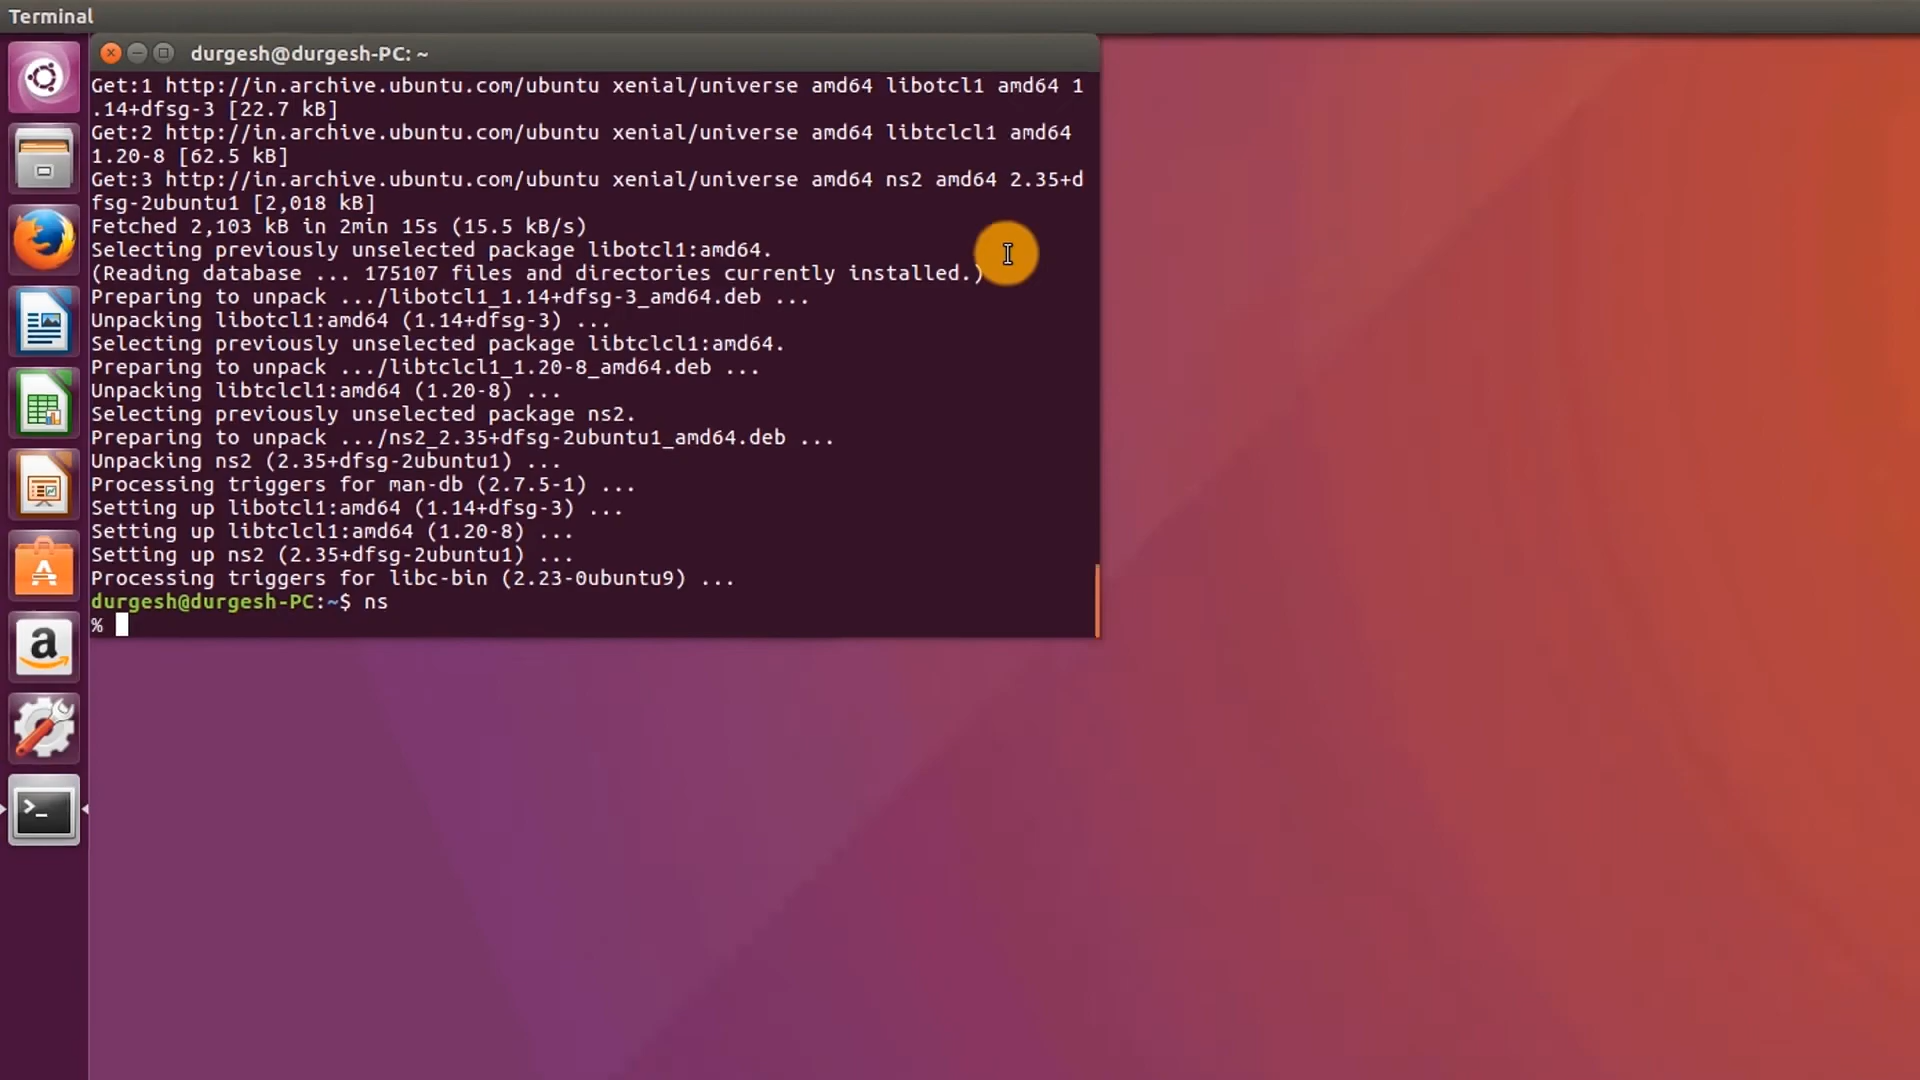 Terminal
durgesh@durgesh-PC: ~
Get:1 http://in.archive.ubuntu.com/ubuntu xenial/universe amd64 libotcl1 amd64 1
.14+dfsg-3 [22.7 kB]
Get:2 http://in.archive.ubuntu.com/ubuntu xenial/universe amd64 libtclcl1 amd64
1.20-8 [62.5 kB]
Get:3 http://in.archive.ubuntu.com/ubuntu xenial/universe amd64 ns2 amd64 2.35+d
fsg-2ubuntu1 [2,018 kB]
Fetched 2,103 kB in 2min 15s (15.5 kB/s)
Selecting previously unselected package libotcl1:amd64.
(Reading database ... 175107 files and directories currently installed.)
Preparing to unpack .../libotcl1_1.14+dfsg-3_amd64.deb ...
Unpacking libotcl1:amd64 (1.14+dfsg-3) ...
Selecting previously unselected package libtclcl1:amd64.
Preparing to unpack .../libtclcl1_1.20-8_amd64.deb ...
Unpacking libtclcl1:amd64 (1.20-8) ...
Selecting previously unselected package ns2.
Preparing to unpack .../ns2_2.35+dfsg-2ubuntu1_amd64.deb ...
Unpacking ns2 (2.35+dfsg-2ubuntu1) ...
Processing triggers for man-db (2.7.5-1) ...
Setting up libotcl1:amd64 (1.14+dfsg-3) ...
Setting up libtclcl1:amd64 (1.20-8) ...
Setting up ns2 (2.35+dfsg-2ubuntu1) ...
Processing triggers for libc-bin (2.23-0ubuntu9) ...
durgesh@durgesh-PC:~$ ns
%